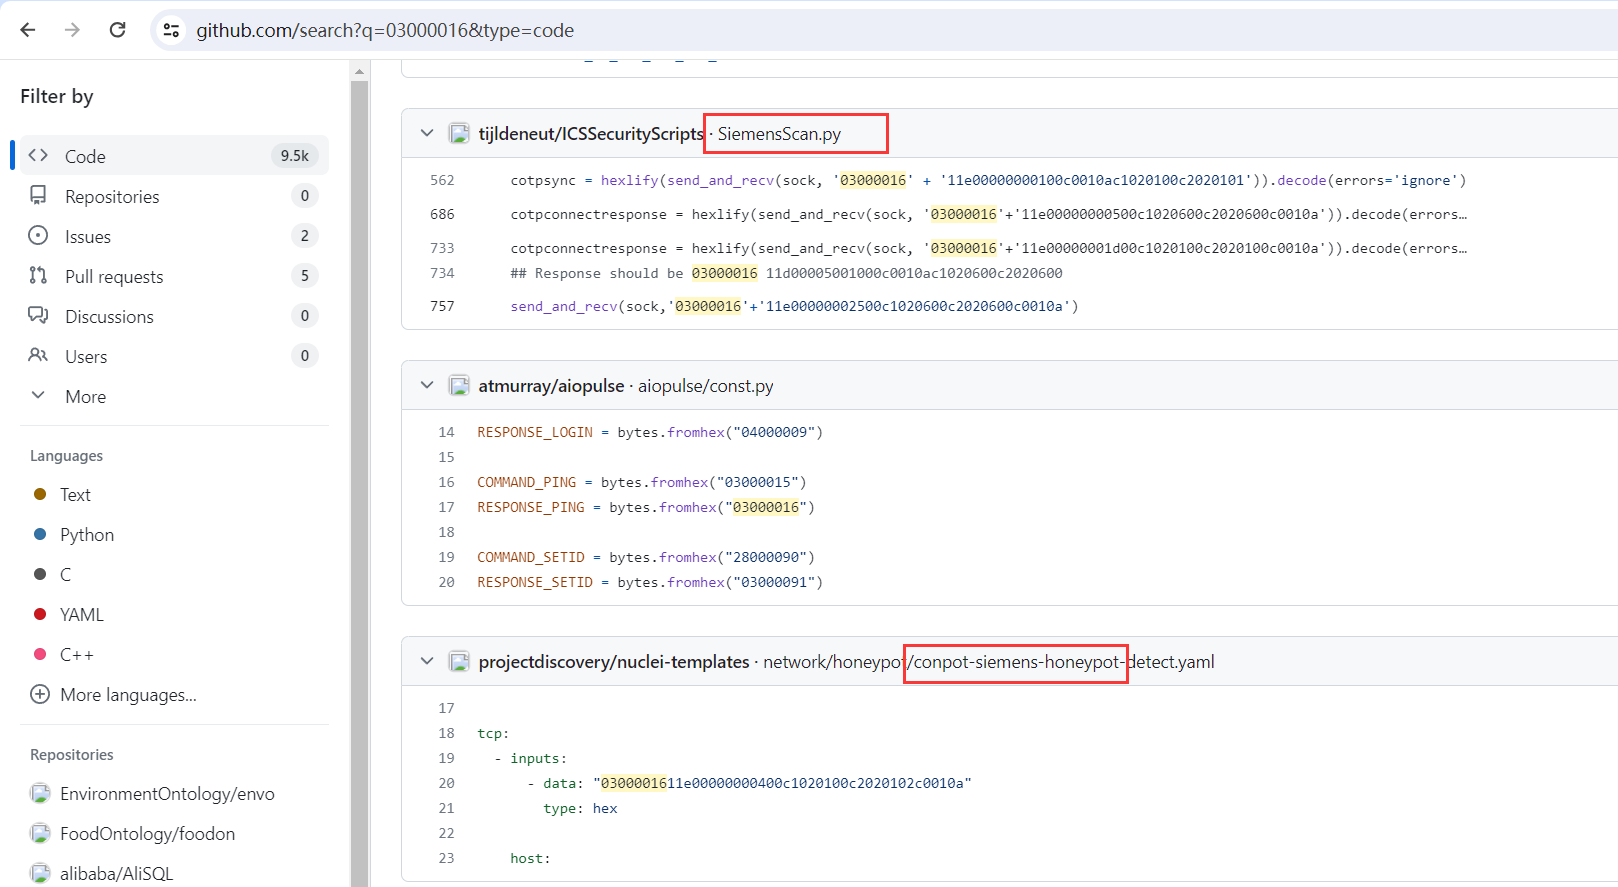 github.com/search?q=03000016&type=code
Filter by
Code 9.5k
Repositories 0
Issues 2
Pull requests 5
Discussions 0
Users 0
More
Languages
Text
Python
C
YAML
C++
More languages...
Repositories
EnvironmentOntology/envo
FoodOntology/foodon
alibaba/AliSQL
tijldeneut/ICSSecurityScripts · SiemensScan.py
562 cotpsync = hexlify(send_and_recv(sock, '03000016' + '11e00000000100c0010ac1020100c2020101')).decode(errors='ignore')
686 cotpconnectresponse = hexlify(send_and_recv(sock, '03000016'+'11e00000000500c1020600c2020600c0010a')).decode(errors…
733 cotpconnectresponse = hexlify(send_and_recv(sock, '03000016'+'11e00000001d00c1020100c2020100c0010a')).decode(errors…
734 ## Response should be 03000016 11d00005001000c0010ac1020600c2020600
757 send_and_recv(sock,'03000016'+'11e00000002500c1020600c2020600c0010a')
atmurray/aiopulse · aiopulse/const.py
14 RESPONSE_LOGIN = bytes.fromhex("04000009")
15
16 COMMAND_PING = bytes.fromhex("03000015")
17 RESPONSE_PING = bytes.fromhex("03000016")
18
19 COMMAND_SETID = bytes.fromhex("28000090")
20 RESPONSE_SETID = bytes.fromhex("03000091")
projectdiscovery/nuclei-templates · network/honeypot/conpot-siemens-honeypot-detect.yaml
17
18 tcp:
19 - inputs:
20 - data: "0300001611e00000000400c1020100c2020102c0010a"
21 type: hex
22
23 host: